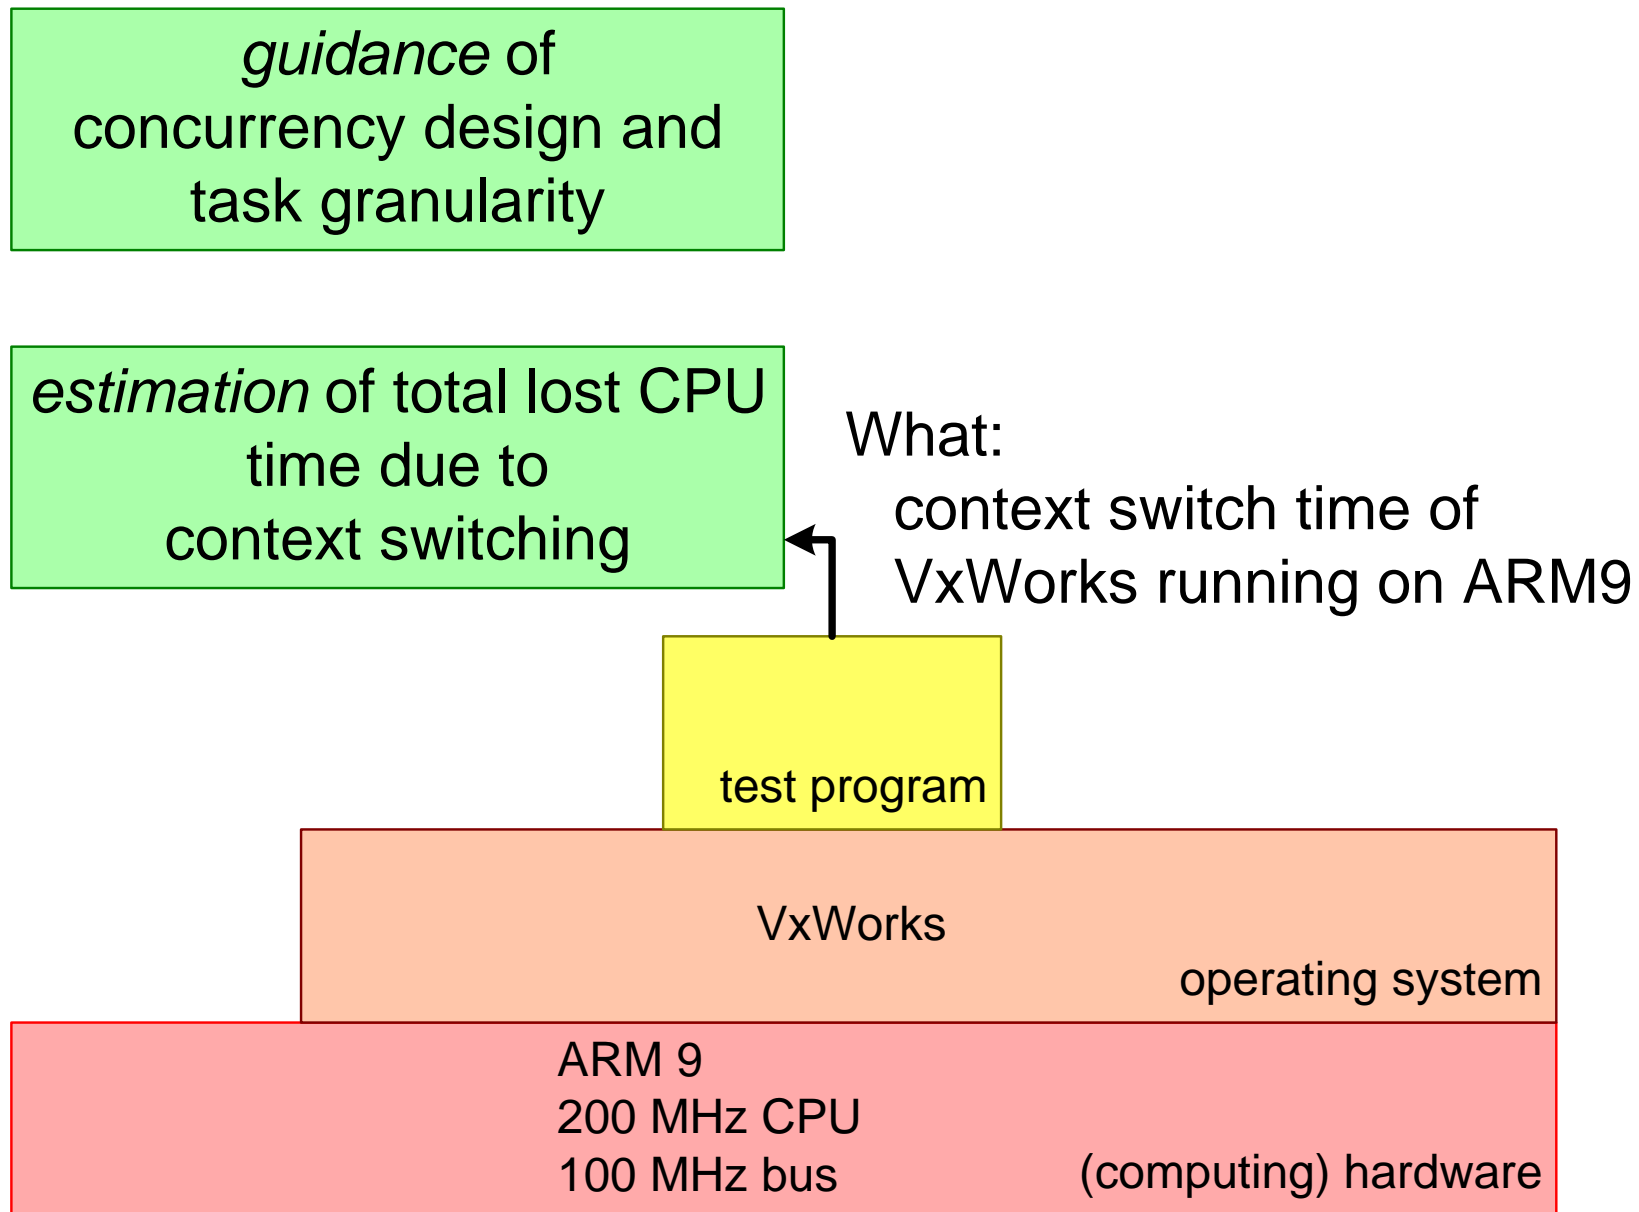 guidance of
concurrency design and
task granularity
estimation of total lost CPU
time due to
context switching
What:
context switch time of
VxWorks running on ARM9
test program
VxWorks
operating system
ARM 9
200 MHz CPU
100 MHz bus
(computing) hardware